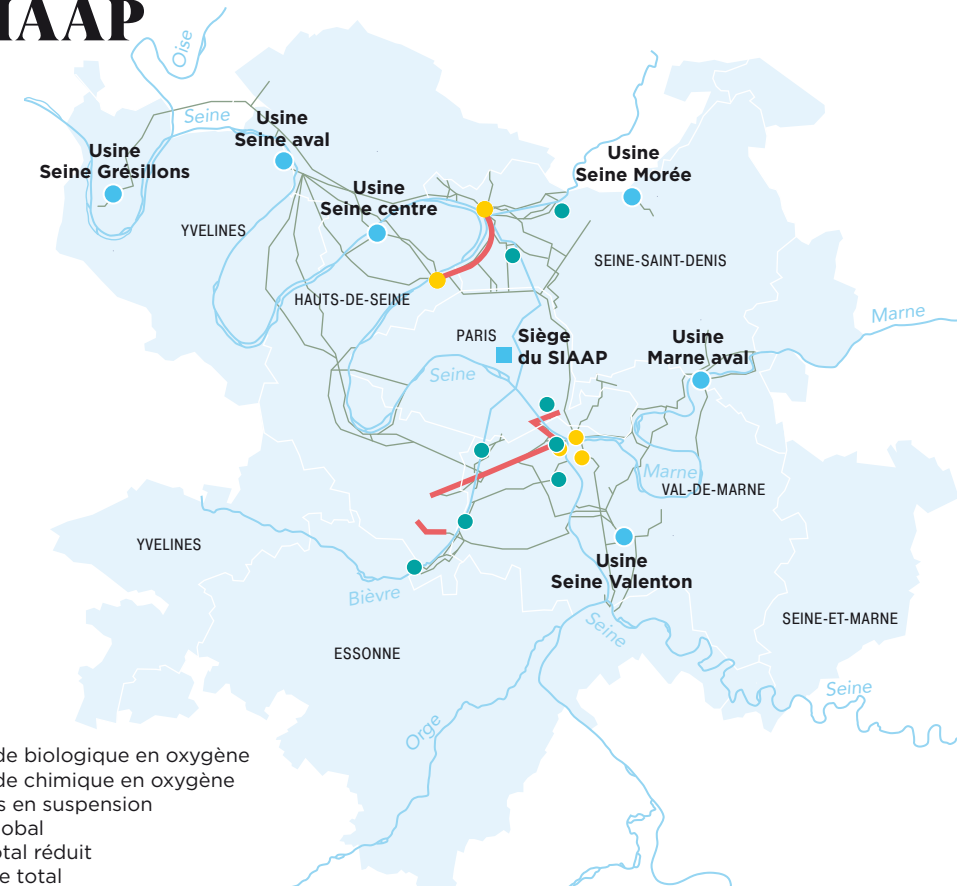 IAAP
Oise
Seine
Usine
Seine aval
Usine
Seine Grésillons
Usine
Seine Morée
Usine
Seine centre
YVELINES
SEINE-SAINT-DENIS
HAUTS-DE-SEINE
Marne
PARIS
Siège
du SIAAP
Usine
Marne aval
Seine
Marne
VAL-DE-MARNE
YVELINES
Usine
Seine Valenton
Bièvre
SEINE-ET-MARNE
Seine
ESSONNE
Seine
Orge
de biologique en oxygène
de chimique en oxygène
s en suspension
obal
otal réduit
e total